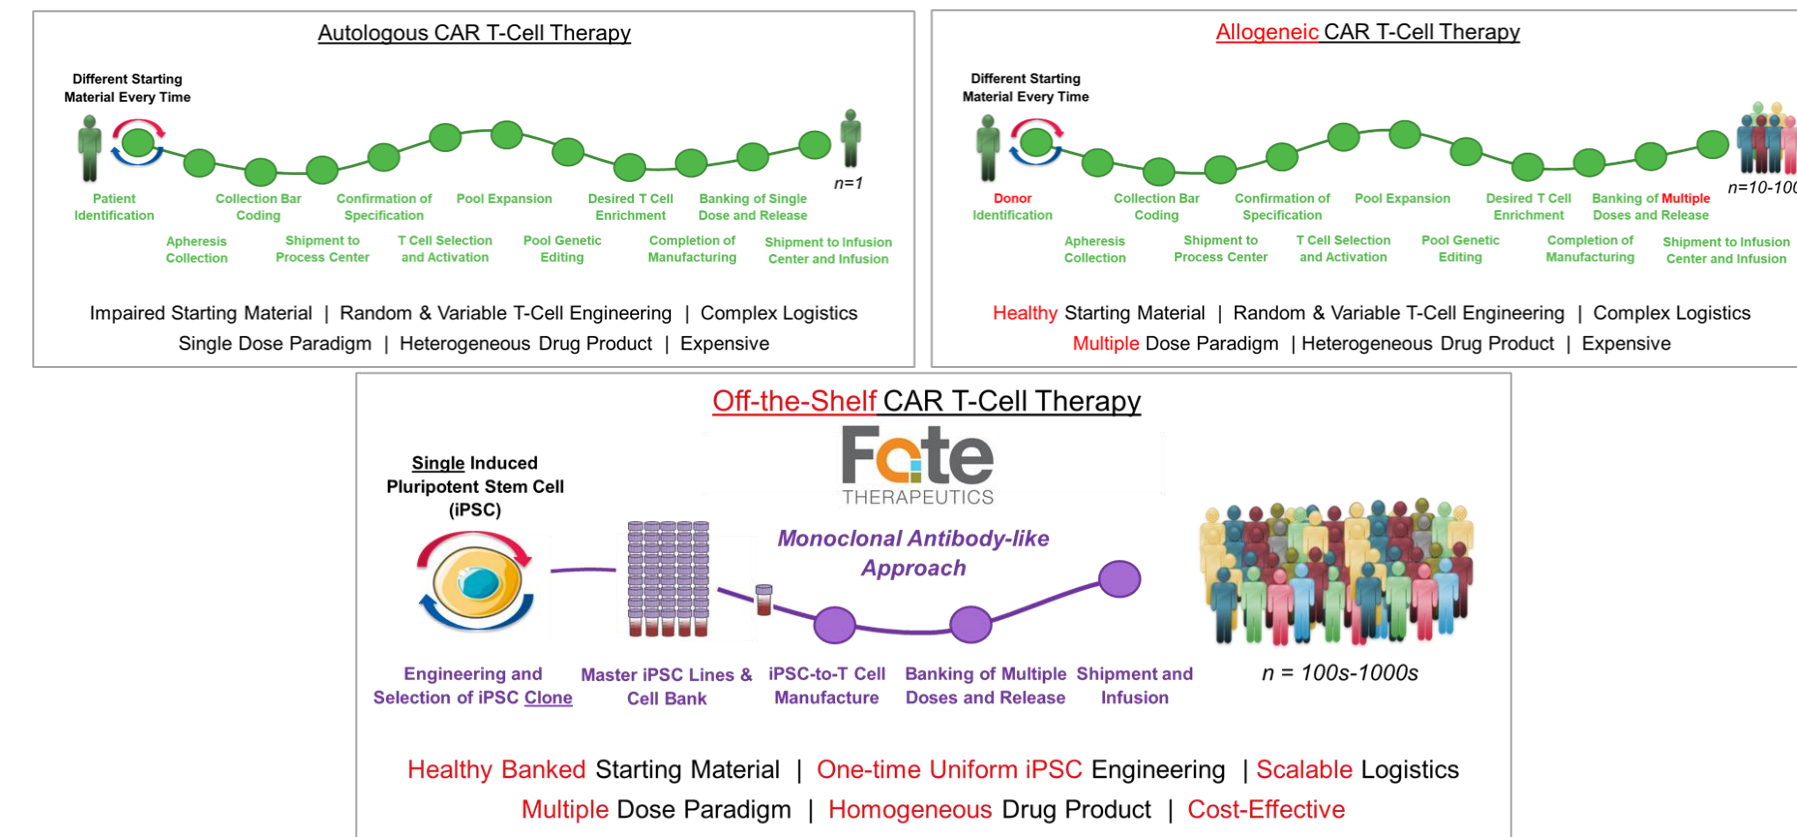 Autologous CAR T-Cell Therapy
Different Starting
Material Every Time
n=1
Patient
Identification
Collection Bar
Coding
Confirmation of
Specification
Pool Expansion
Desired T Cell
Enrichment
Banking of Single
Dose and Release
Apheresis
Collection
Shipment to
Process Center
T Cell Selection
and Activation
Pool Genetic
Editing
Completion of
Manufacturing
Shipment to Infusion
Center and Infusion
Impaired Starting Material | Random & Variable T-Cell Engineering | Complex Logistics
Single Dose Paradigm | Heterogeneous Drug Product | Expensive
Allogeneic CAR T-Cell Therapy
Different Starting
Material Every Time
n=10-100
Donor
Identification
Collection Bar
Coding
Confirmation of
Specification
Pool Expansion
Desired T Cell
Enrichment
Banking of Multiple
Doses and Release
Apheresis
Collection
Shipment to
Process Center
T Cell Selection
and Activation
Pool Genetic
Editing
Completion of
Manufacturing
Shipment to Infusion
Center and Infusion
Healthy Starting Material | Random & Variable T-Cell Engineering | Complex Logistics
Multiple Dose Paradigm | Heterogeneous Drug Product | Expensive
Off-the-Shelf CAR T-Cell Therapy
Fate
THERAPEUTICS
Single Induced
Pluripotent Stem Cell
(iPSC)
Monoclonal Antibody-like
Approach
Engineering and
Selection of iPSC Clone
Master iPSC Lines &
Cell Bank
iPSC-to-T Cell
Manufacture
Banking of Multiple
Doses and Release
Shipment and
Infusion
n = 100s-1000s
Healthy Banked Starting Material | One-time Uniform iPSC Engineering | Scalable Logistics
Multiple Dose Paradigm | Homogeneous Drug Product | Cost-Effective